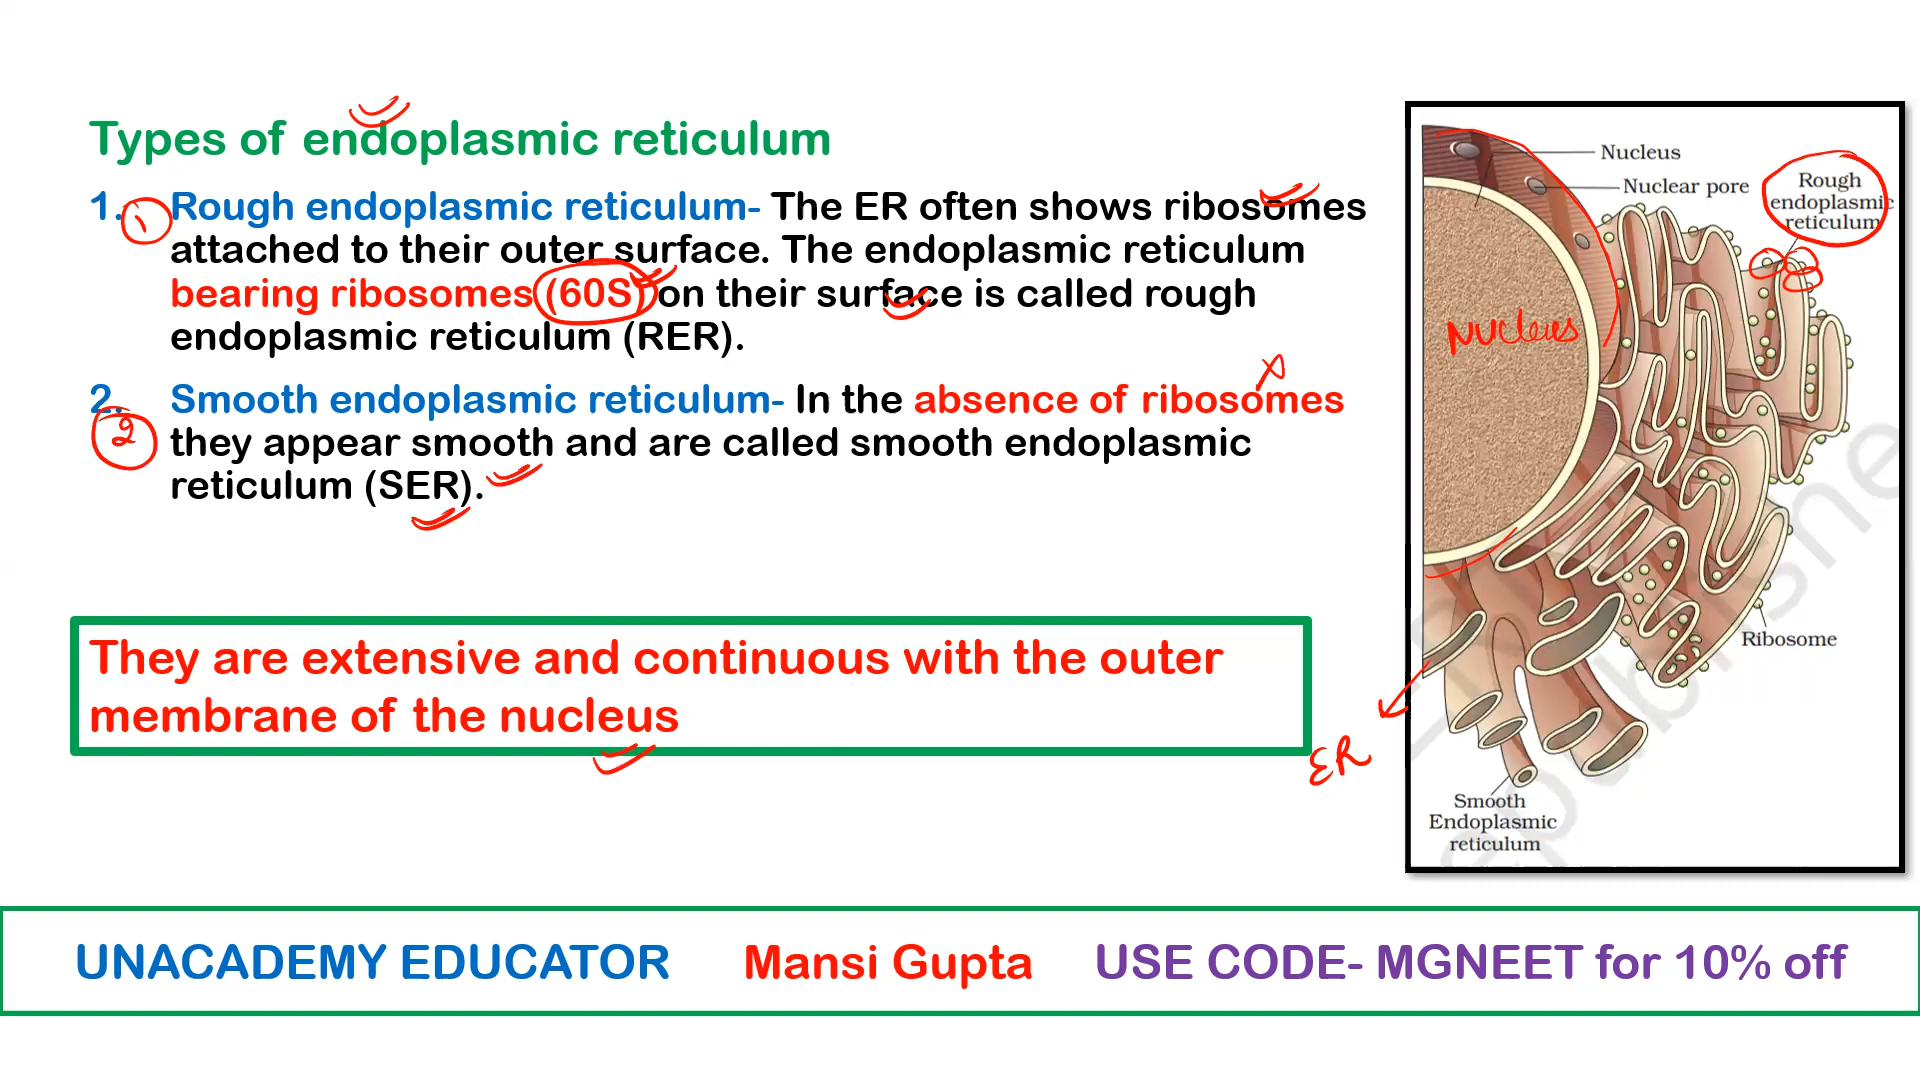 Types of endoplasmic reticulum
1. 1 Rough endoplasmic reticulum- The ER often shows ribosomes
attached to their outer surface. The endoplasmic reticulum
bearing ribosomes (60S) on their surface is called rough
endoplasmic reticulum (RER).
2. Smooth endoplasmic reticulum- In the absence of ribosomes
2 they appear smooth and are called smooth endoplasmic
reticulum (SER).
They are extensive and continuous with the outer
membrane of the nucleus
ER
Nucleus
Nuclear pore
Rough
endoplasmic
reticulum
Nucleus
Ribosome
Smooth
Endoplasmic
reticulum
UNACADEMY EDUCATOR Mansi Gupta USE CODE- MGNEET for 10% off